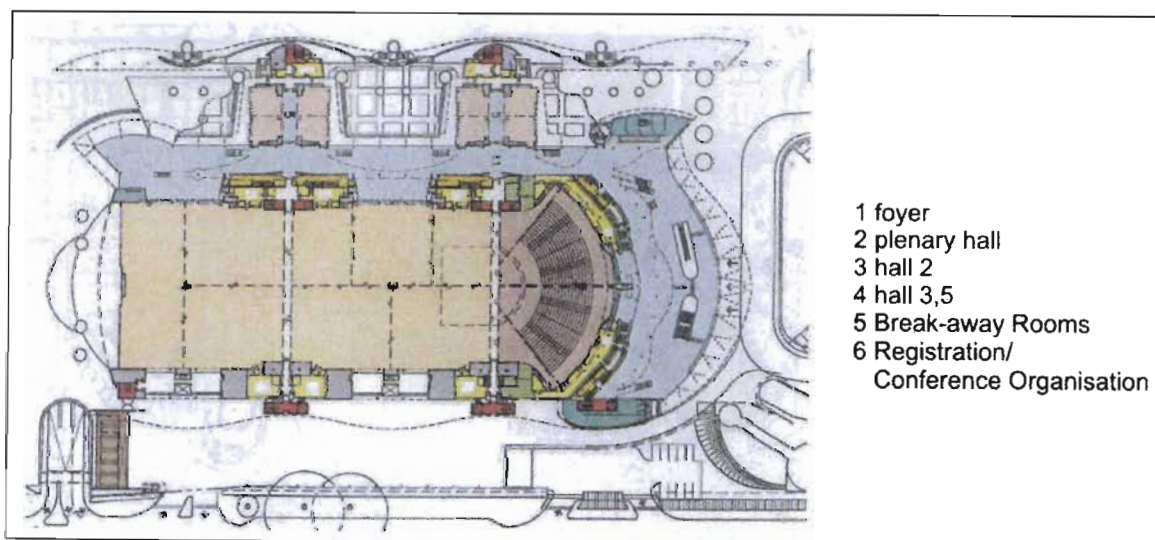 1 foyer
2 plenary hall
3 hall 2
4 hall 3,5
5 Break-away Rooms
6 Registration/
Conference Organisation